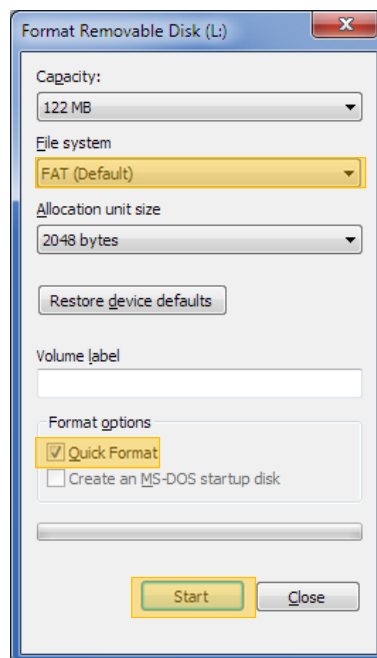 Format Removable Disk (L:)
Capacity:
122 MB
File system
FAT (Default)
Allocation unit size
2048 bytes
Restore device defaults
Volume label
Format options
Quick Format
Create an MS-DOS startup disk
Start
Close